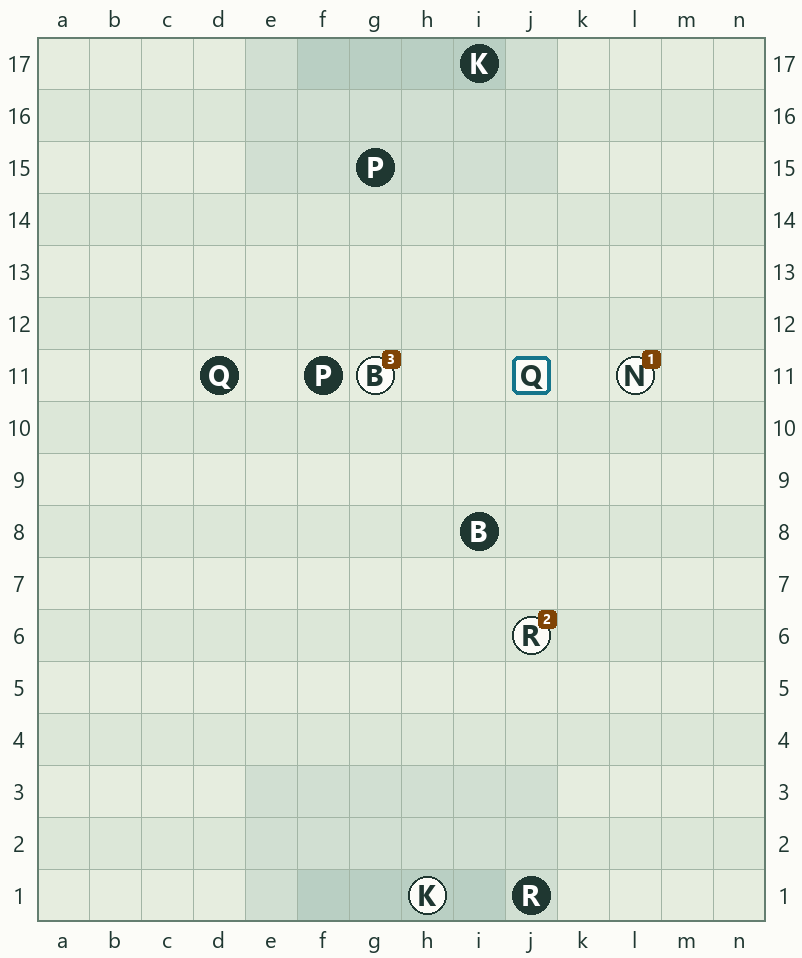 a b c d e f g h i j k l m n
17 K 17
16 16
15 P 15
14 14
13 13
12 12
11 Q P B 3 Q N 1 11
10 10
9 9
8 B 8
7 7
6 R 2 6
5 5
4 4
3 3
2 2
1 K R 1
a b c d e f g h i j k l m n